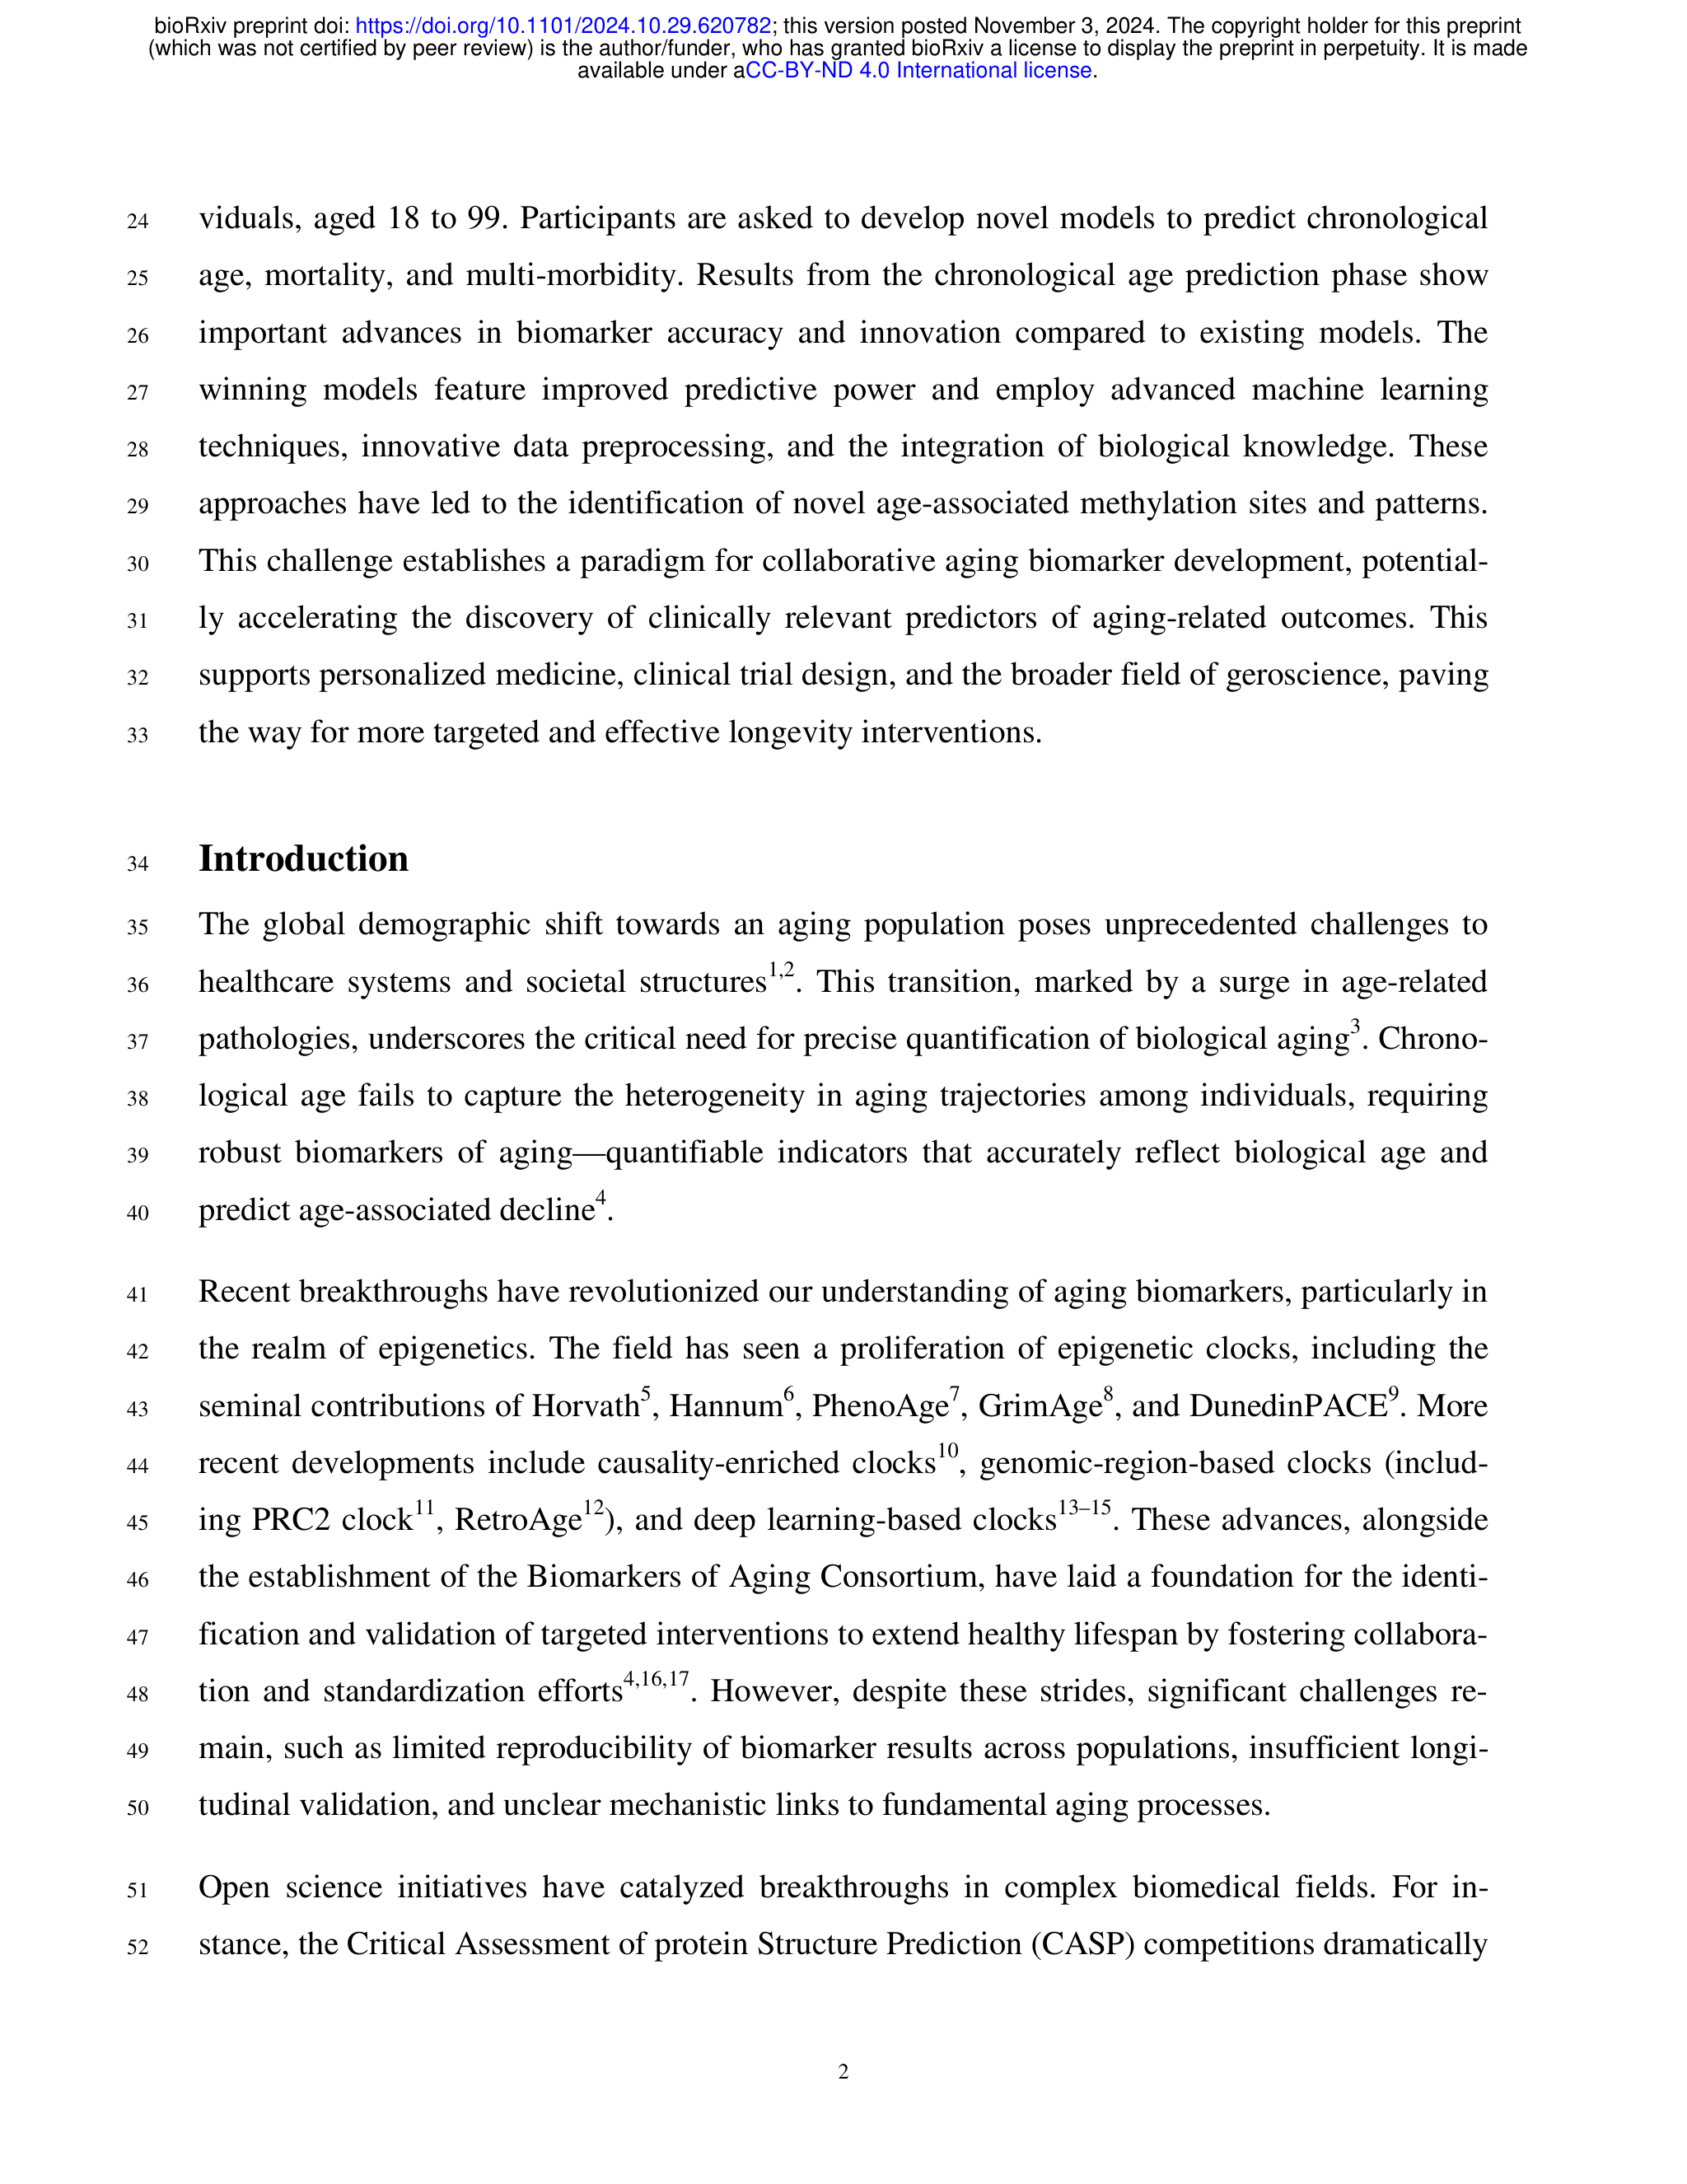 bioRxiv preprint doi: https://doi.org/10.1101/2024.10.29.620782; this version posted November 3, 2024. The copyright holder for this preprint
(which was not certified by peer review) is the author/funder, who has granted bioRxiv a license to display the preprint in perpetuity. It is made
available under aCC-BY-ND 4.0 International license.
24 viduals, aged 18 to 99. Participants are asked to develop novel models to predict chronological
25 age, mortality, and multi-morbidity. Results from the chronological age prediction phase show
26 important advances in biomarker accuracy and innovation compared to existing models. The
27 winning models feature improved predictive power and employ advanced machine learning
28 techniques, innovative data preprocessing, and the integration of biological knowledge. These
29 approaches have led to the identification of novel age-associated methylation sites and patterns.
30 This challenge establishes a paradigm for collaborative aging biomarker development, potential-
31 ly accelerating the discovery of clinically relevant predictors of aging-related outcomes. This
32 supports personalized medicine, clinical trial design, and the broader field of geroscience, paving
33 the way for more targeted and effective longevity interventions.
34 Introduction
35 The global demographic shift towards an aging population poses unprecedented challenges to
36 healthcare systems and societal structures1,2. This transition, marked by a surge in age-related
37 pathologies, underscores the critical need for precise quantification of biological aging3. Chrono-
38 logical age fails to capture the heterogeneity in aging trajectories among individuals, requiring
39 robust biomarkers of aging—quantifiable indicators that accurately reflect biological age and
40 predict age-associated decline4.
41 Recent breakthroughs have revolutionized our understanding of aging biomarkers, particularly in
42 the realm of epigenetics. The field has seen a proliferation of epigenetic clocks, including the
43 seminal contributions of Horvath5, Hannum6, PhenoAge7, GrimAge8, and DunedinPACE9. More
44 recent developments include causality-enriched clocks10, genomic-region-based clocks (includ-
45 ing PRC2 clock11, RetroAge12), and deep learning-based clocks13–15. These advances, alongside
46 the establishment of the Biomarkers of Aging Consortium, have laid a foundation for the identi-
47 fication and validation of targeted interventions to extend healthy lifespan by fostering collabora-
48 tion and standardization efforts4,16,17. However, despite these strides, significant challenges re-
49 main, such as limited reproducibility of biomarker results across populations, insufficient longi-
50 tudinal validation, and unclear mechanistic links to fundamental aging processes.
51 Open science initiatives have catalyzed breakthroughs in complex biomedical fields. For in-
52 stance, the Critical Assessment of protein Structure Prediction (CASP) competitions dramatically
2